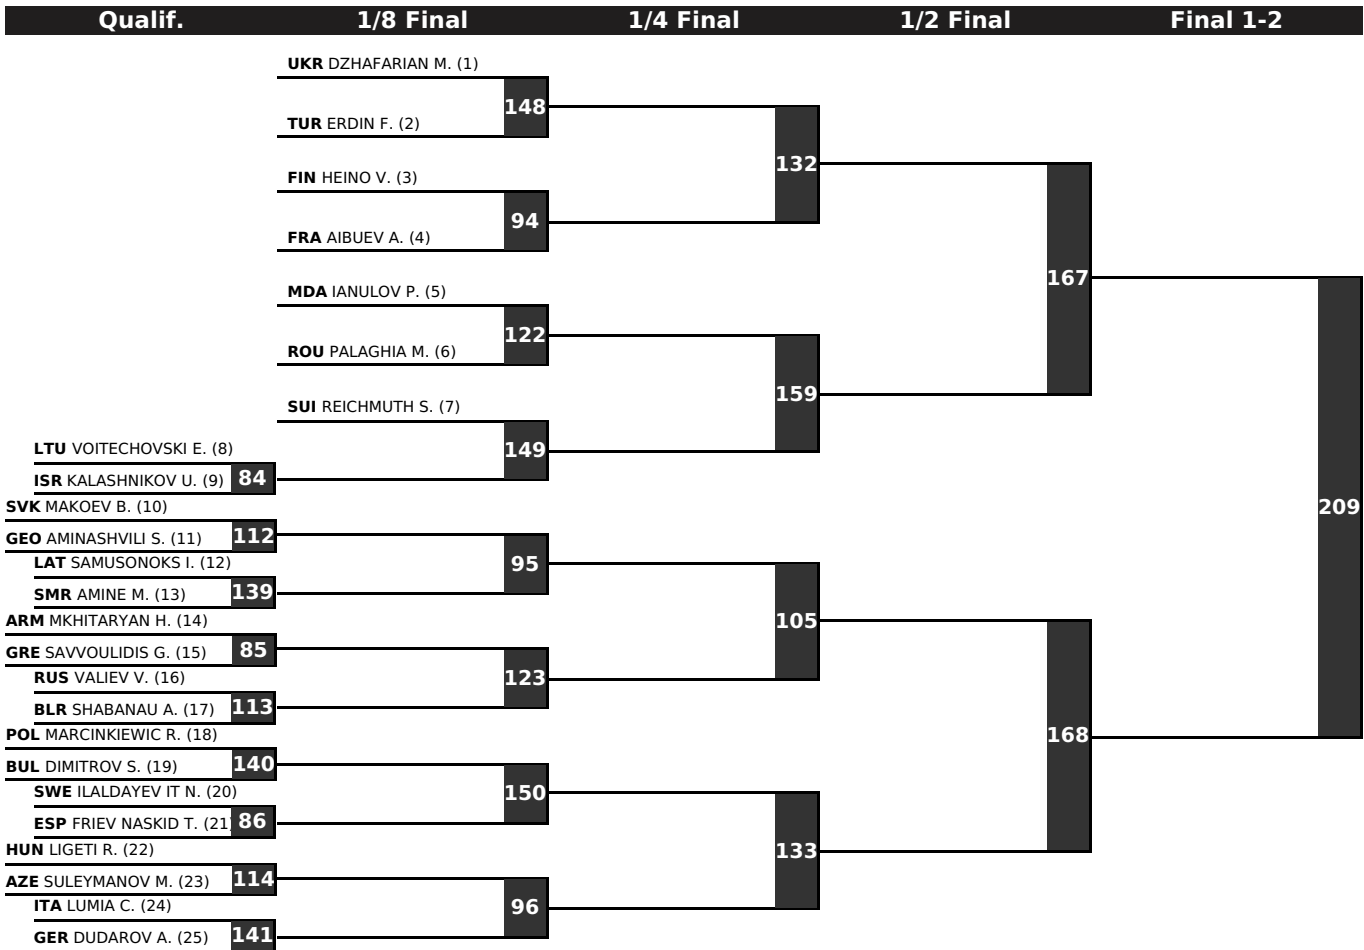 Qualif. 1/8 Final 1/4 Final 1/2 Final Final 1-2
UKR DZHAFARIAN M. (1)
148
TUR ERDIN F. (2)
132
FIN HEINO V. (3)
94
FRA AIBUEV A. (4)
167
MDA IANULOV P. (5)
122
ROU PALAGHIA M. (6)
159
SUI REICHMUTH S. (7)
149
LTU VOITECHOVSKI E. (8)
ISR KALASHNIKOV U. (9) 84
SVK MAKOEV B. (10)
209
GEO AMINASHVILI S. (11) 112
LAT SAMUSONOKS I. (12)
95
SMR AMINE M. (13) 139
ARM MKHITARYAN H. (14)
105
GRE SAVVOULIDIS G. (15) 85
RUS VALIEV V. (16)
123
BLR SHABANAU A. (17) 113
POL MARCINKIEWIC R. (18)
168
BUL DIMITROV S. (19) 140
SWE ILALDAYEV IT N. (20)
150
ESP FRIEV NASKID T. (21) 86
HUN LIGETI R. (22)
133
AZE SULEYMANOV M. (23) 114
ITA LUMIA C. (24)
96
GER DUDAROV A. (25) 141